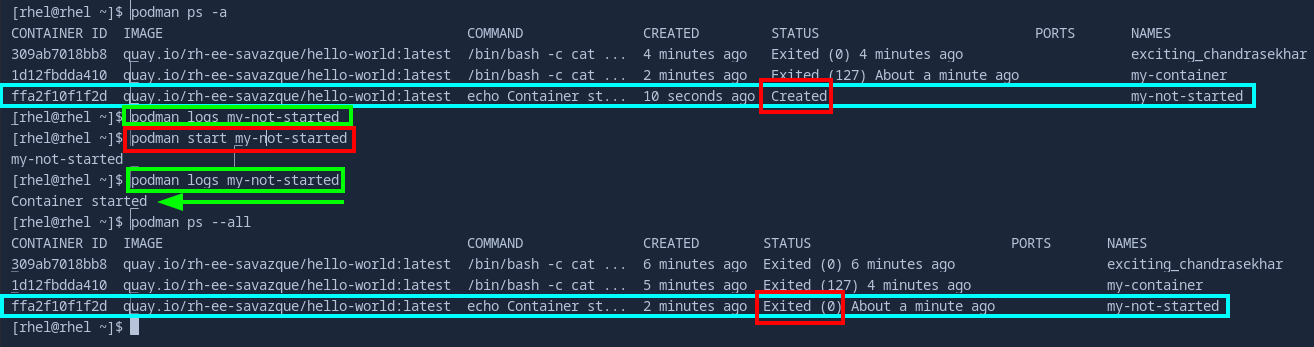 [rhel@rhel ~]$ podman ps -a
CONTAINER ID  IMAGE                                      COMMAND               CREATED         STATUS                           PORTS       NAMES
309ab7018bb8  quay.io/rh-ee-savazque/hello-world:latest  /bin/bash -c cat ...  4 minutes ago   Exited (0) 4 minutes ago                     exciting_chandrasekhar
1d12fbdda410  quay.io/rh-ee-savazque/hello-world:latest  /bin/bash -c cat ...  2 minutes ago   Exited (127) About a minute ago              my-container
ffa2f10f1f2d  quay.io/rh-ee-savazque/hello-world:latest  echo Container st...  10 seconds ago  Created                                      my-not-started
[rhel@rhel ~]$ podman logs my-not-started
[rhel@rhel ~]$ podman start my-not-started
my-not-started
[rhel@rhel ~]$ podman logs my-not-started
Container started
[rhel@rhel ~]$ podman ps --all
CONTAINER ID  IMAGE                                      COMMAND               CREATED        STATUS                         PORTS       NAMES
309ab7018bb8  quay.io/rh-ee-savazque/hello-world:latest  /bin/bash -c cat ...  6 minutes ago  Exited (0) 6 minutes ago                   exciting_chandrasekhar
1d12fbdda410  quay.io/rh-ee-savazque/hello-world:latest  /bin/bash -c cat ...  5 minutes ago  Exited (127) 4 minutes ago                 my-container
ffa2f10f1f2d  quay.io/rh-ee-savazque/hello-world:latest  echo Container st...  2 minutes ago  Exited (0) About a minute ago              my-not-started
[rhel@rhel ~]$